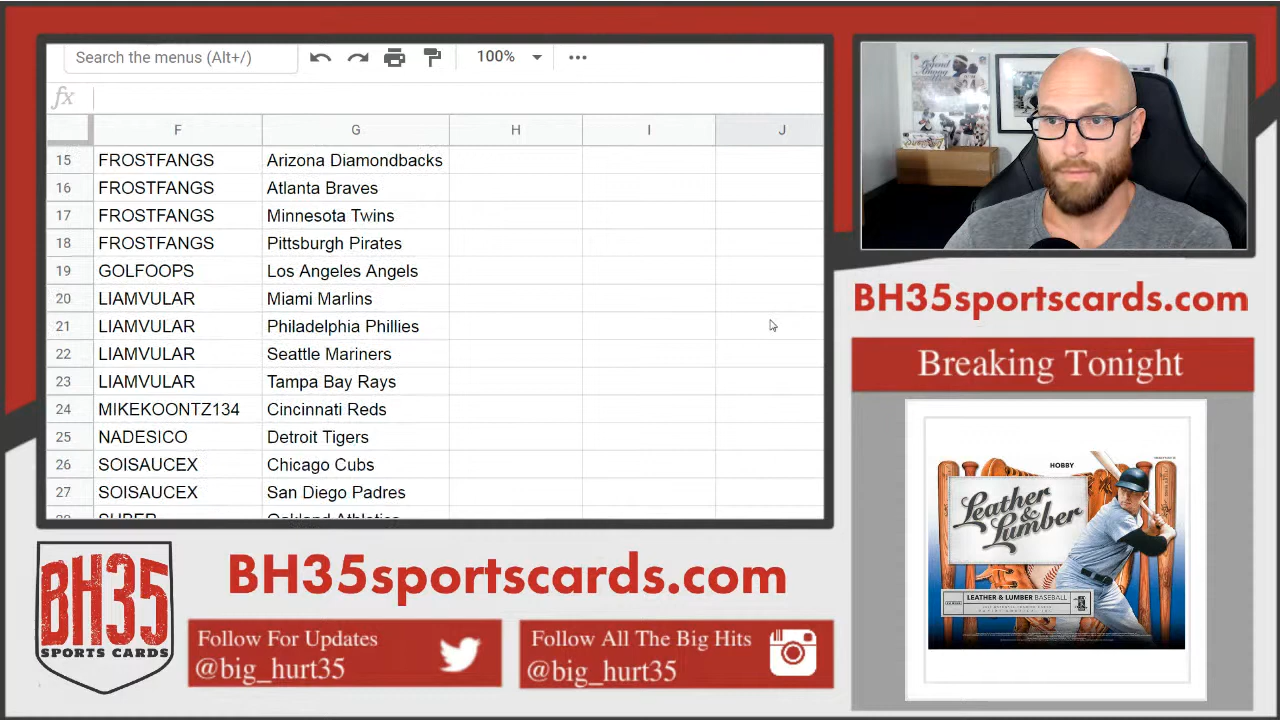 Search the menus (Alt+/)
100%
fx
F G H I J
15 FROSTFANGS Arizona Diamondbacks
16 FROSTFANGS Atlanta Braves
17 FROSTFANGS Minnesota Twins
18 FROSTFANGS Pittsburgh Pirates
19 GOLFOOPS Los Angeles Angels
20 LIAMVULAR Miami Marlins
21 LIAMVULAR Philadelphia Phillies
22 LIAMVULAR Seattle Mariners
23 LIAMVULAR Tampa Bay Rays
24 MIKEKOONTZ134 Cincinnati Reds
25 NADESICO Detroit Tigers
26 SOISAUCEX Chicago Cubs
27 SOISAUCEX San Diego Padres
Oakland Athletics
Legend
Among
BH35sportscards.com
Breaking Tonight
HOBBY
Leather
&
Lumber
LEATHER & LUMBER BASEBALL
BH35
SPORTS CARDS
BH35sportscards.com
Follow For Updates
@big_hurt35
Follow All The Big Hits
@big_hurt35